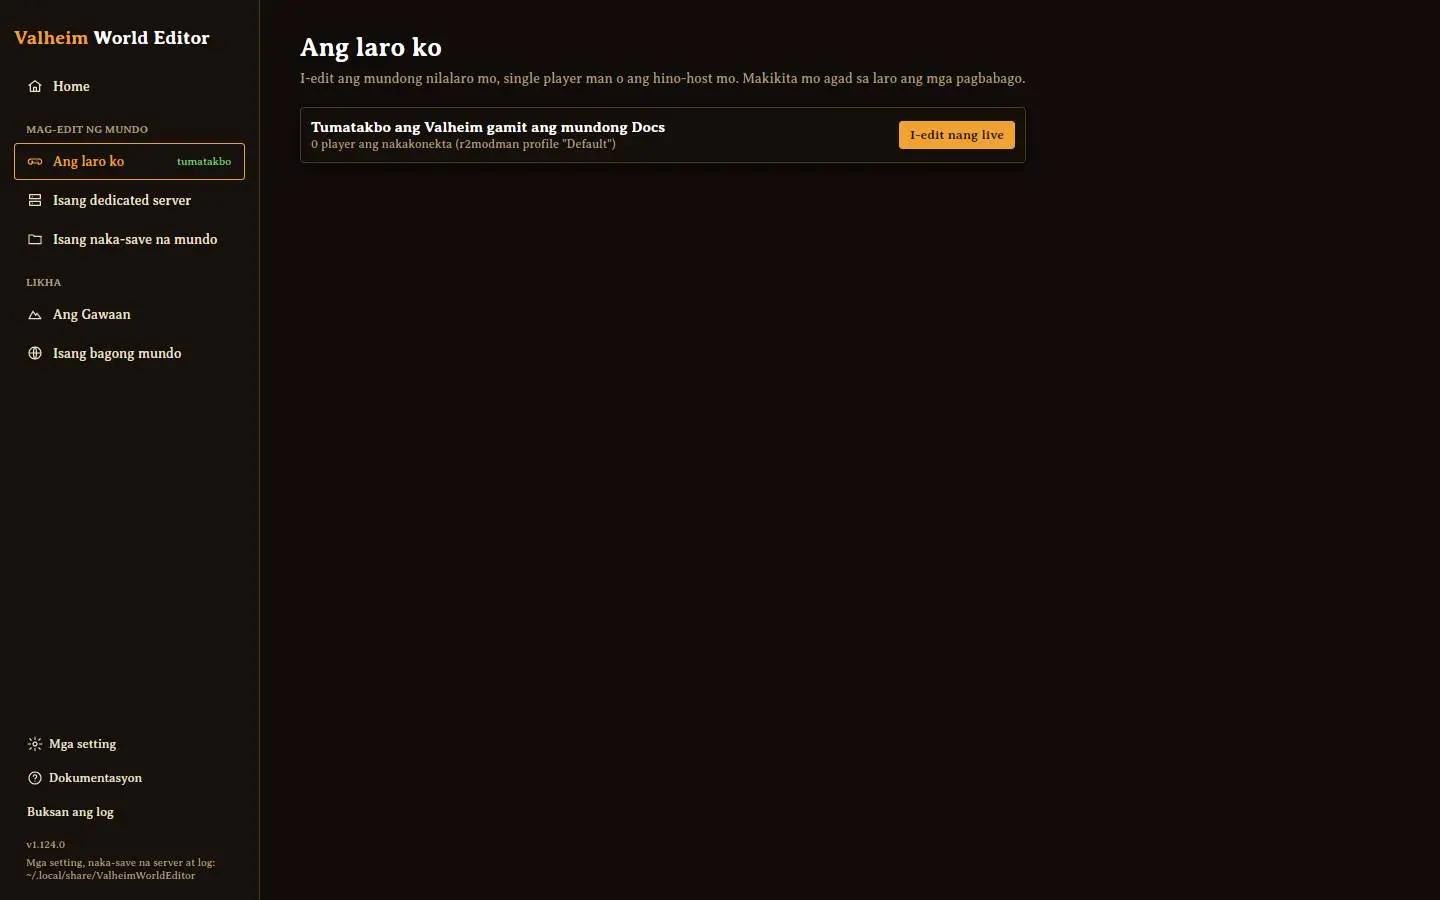 Valheim World Editor
Home
MAG-EDIT NG MUNDO
Ang laro ko
tumatakbo
Isang dedicated server
Isang naka-save na mundo
LIKHA
Ang Gawaan
Isang bagong mundo
Mga setting
Dokumentasyon
Buksan ang log
v1.124.0
Mga setting, naka-save na server at log:
~/.local/share/ValheimWorldEditor
Ang laro ko
I-edit ang mundong nilalaro mo, single player man o ang hino-host mo. Makikita mo agad sa laro ang mga pagbabago.
Tumatakbo ang Valheim gamit ang mundong Docs
0 player ang nakakonekta (r2modman profile "Default")
I-edit nang live